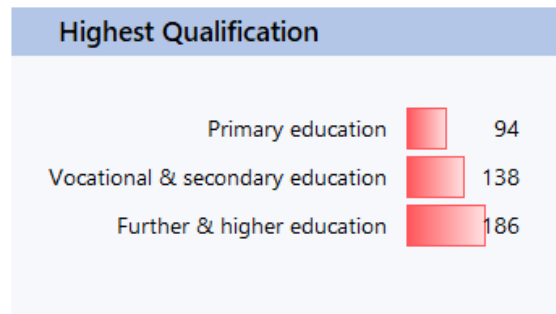 Highest Qualification
Primary education 94
Vocational & secondary education 138
Further & higher education 186